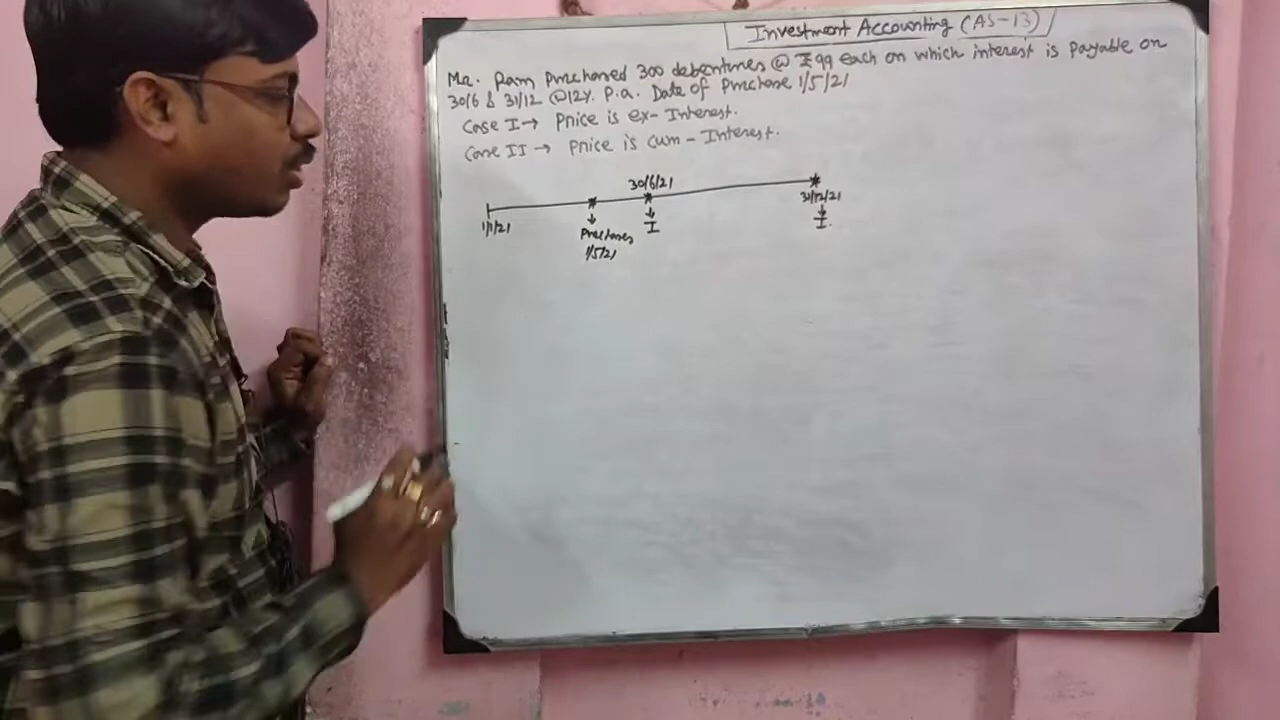 Investment Accounting (AS-13)
Mr. Ram purchased 300 debentures @ ₹99 each on which interest is payable on
30/6 & 31/12 @12% p.a. Date of Purchase 1/5/21
Case I → Price is ex-Interest.
Case II → Price is cum-Interest.
30/6/21
1/1/21
Purchases
1/5/21
I
31/12/21
I